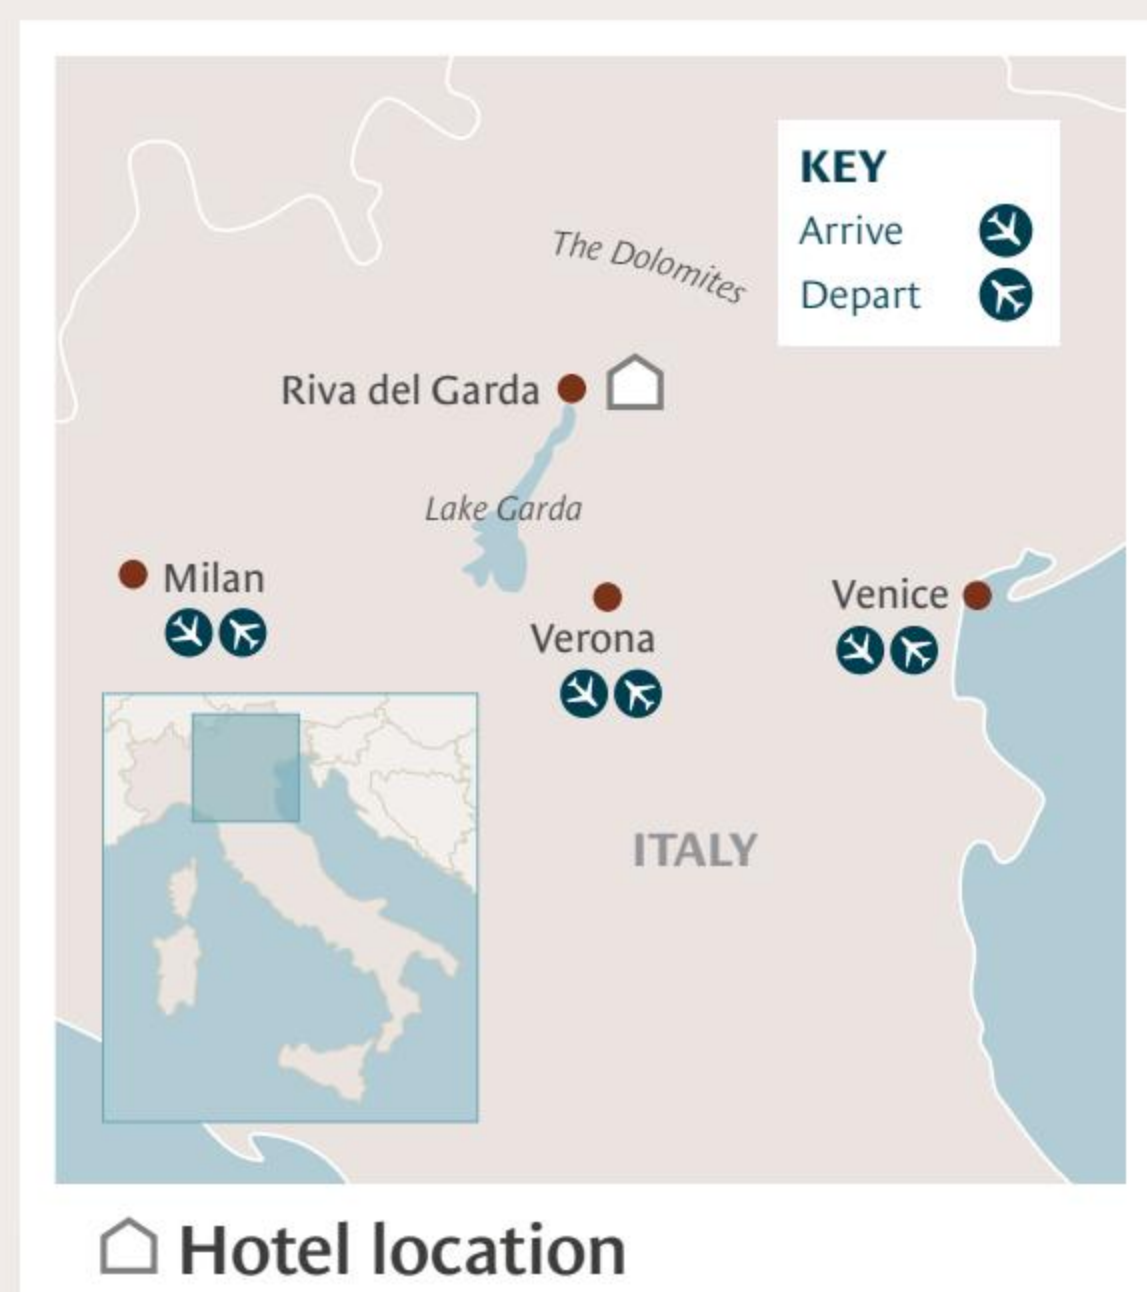 KEY
Arrive
Depart
The Dolomites
Riva del Garda
Lake Garda
Milan
Verona
Venice
ITALY
Hotel location